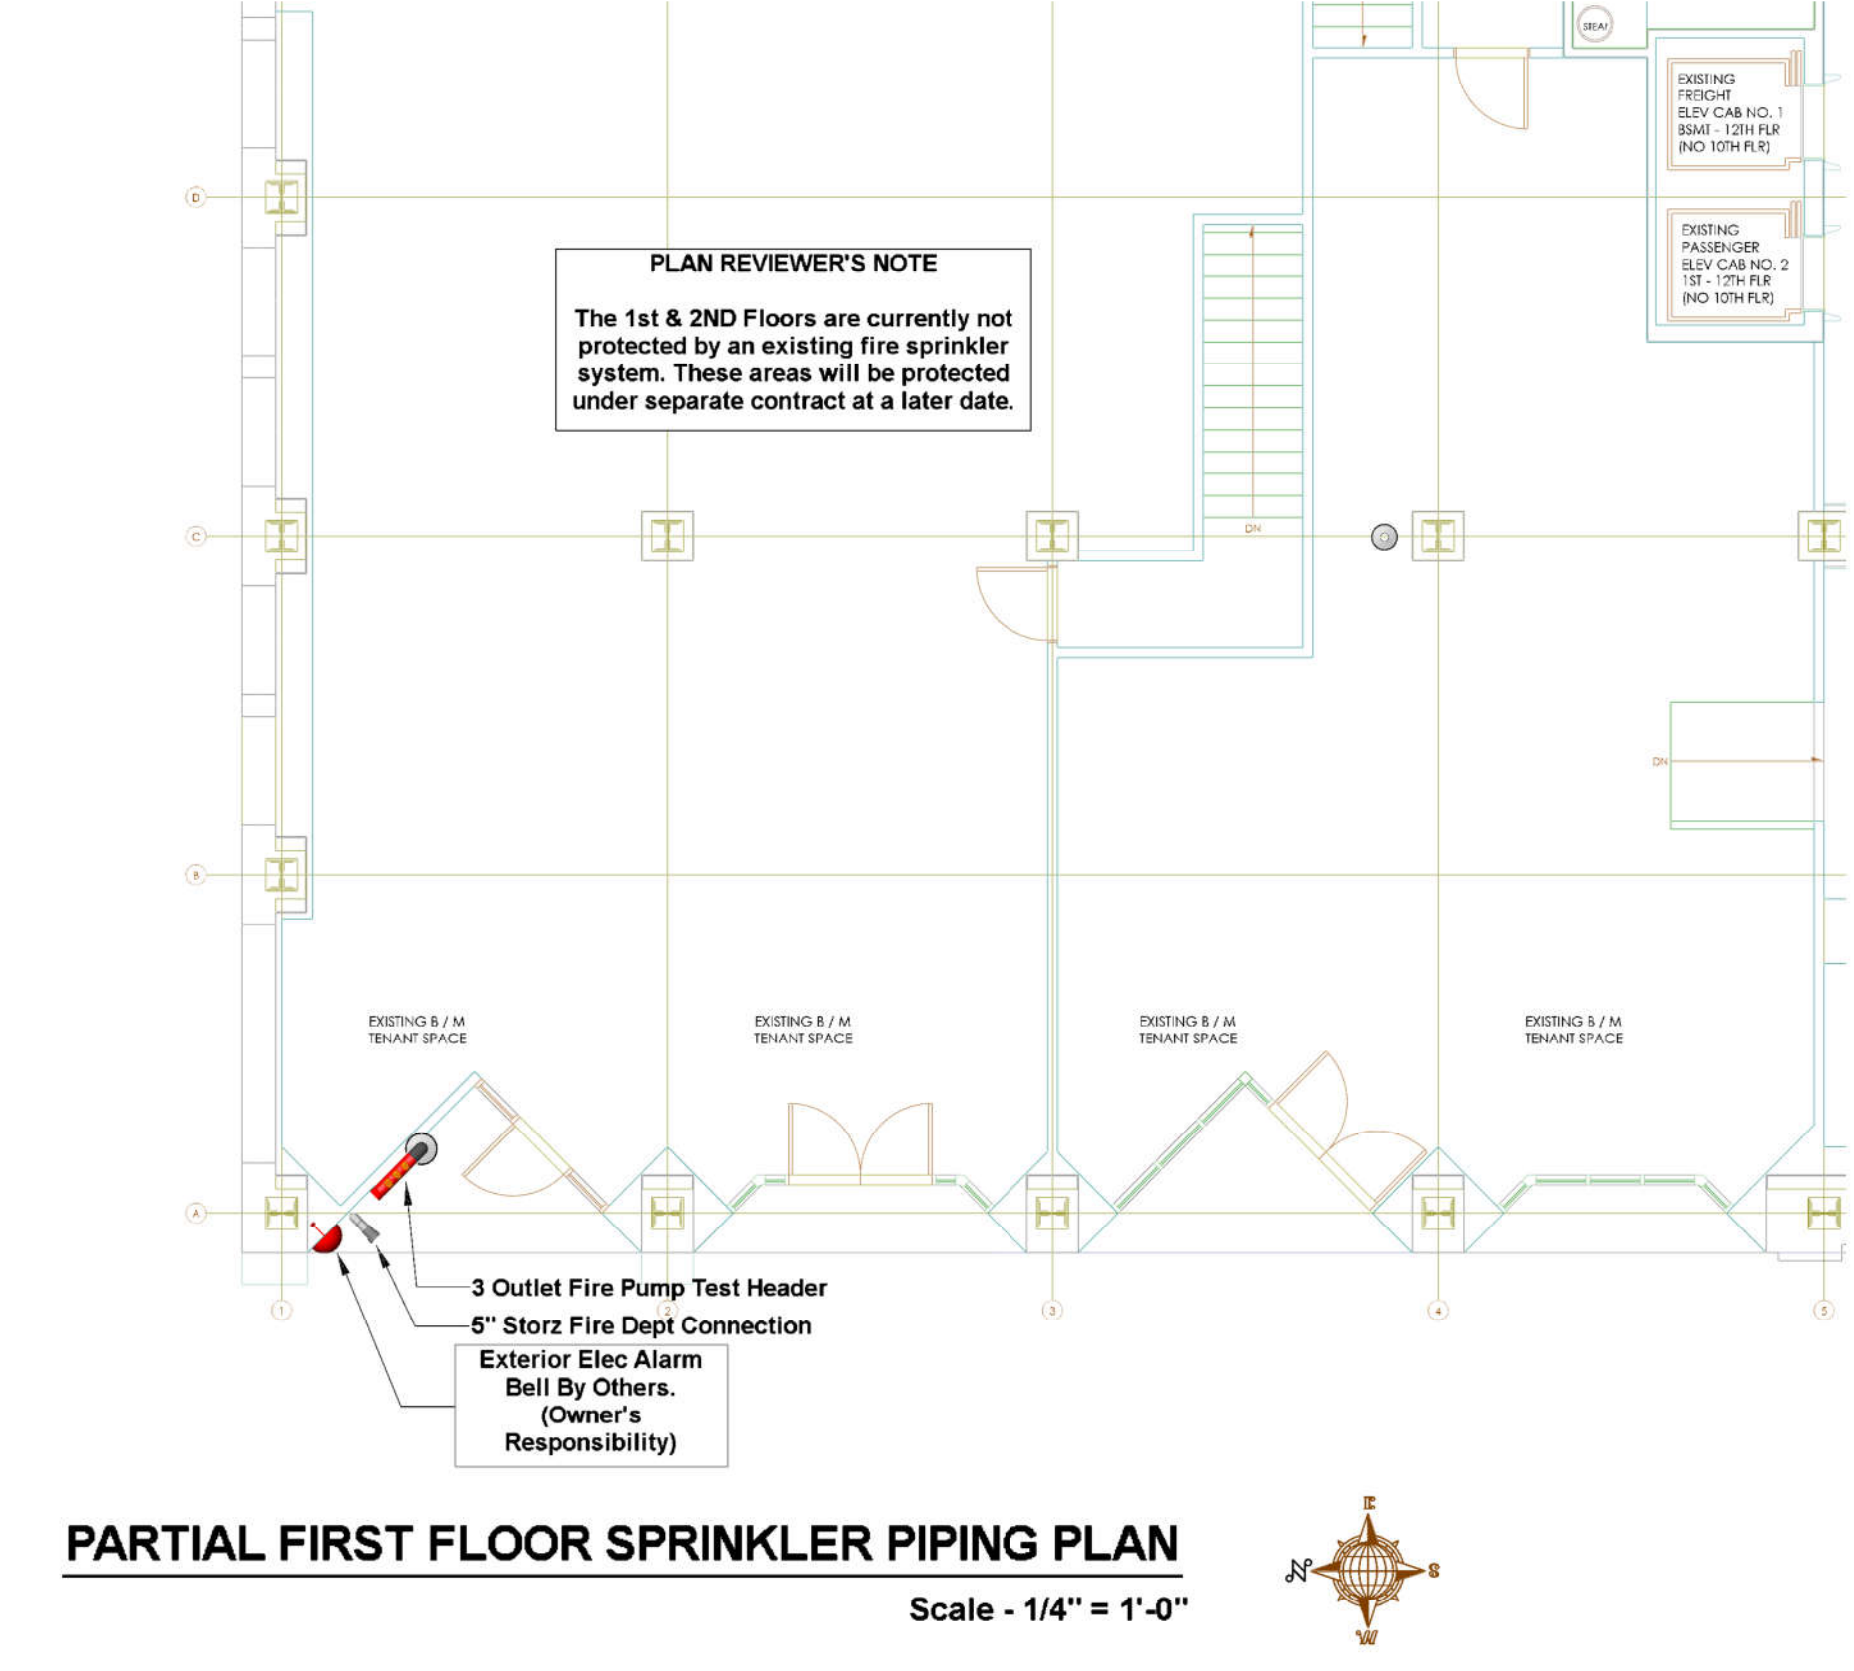 STEAM
EXISTING
FREIGHT
ELEV CAB NO. 1
BSMT - 12TH FLR
(NO 10TH FLR)
D
EXISTING
PASSENGER
ELEV CAB NO. 2
1ST - 12TH FLR
(NO 10TH FLR)
PLAN REVIEWER'S NOTE
The 1st & 2ND Floors are currently not
protected by an existing fire sprinkler
system. These areas will be protected
under separate contract at a later date.
DN
C
DN
B
EXISTING B / M
TENANT SPACE
EXISTING B / M
TENANT SPACE
EXISTING B / M
TENANT SPACE
EXISTING B / M
TENANT SPACE
A
3 Outlet Fire Pump Test Header
1
2
3
4
5
5" Storz Fire Dept Connection
Exterior Elec Alarm
Bell By Others.
(Owner's
Responsibility)
PARTIAL FIRST FLOOR SPRINKLER PIPING PLAN
Scale - 1/4" = 1'-0"
E
N
S
W